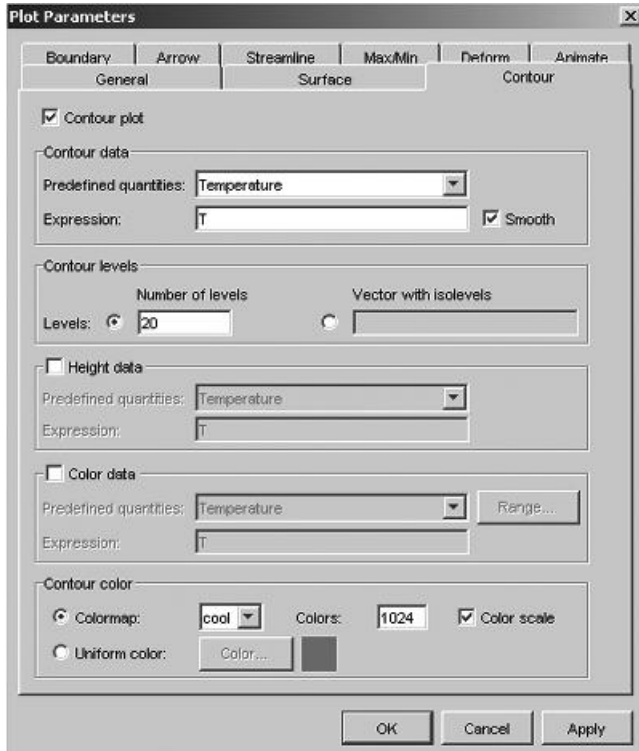 Plot Parameters
Boundary Arrow Streamline Max/Min Deform Animate
General Surface Contour
Contour plot
Contour data
Predefined quantities: Temperature
Expression: T Smooth
Contour levels
Number of levels Vector with isolevels
Levels: 20
Height data
Predefined quantities: Temperature
Expression: T
Color data
Predefined quantities: Temperature Range...
Expression: T
Contour color
Colormap: cool Colors: 1024 Color scale
Uniform color: Color...
OK Cancel Apply